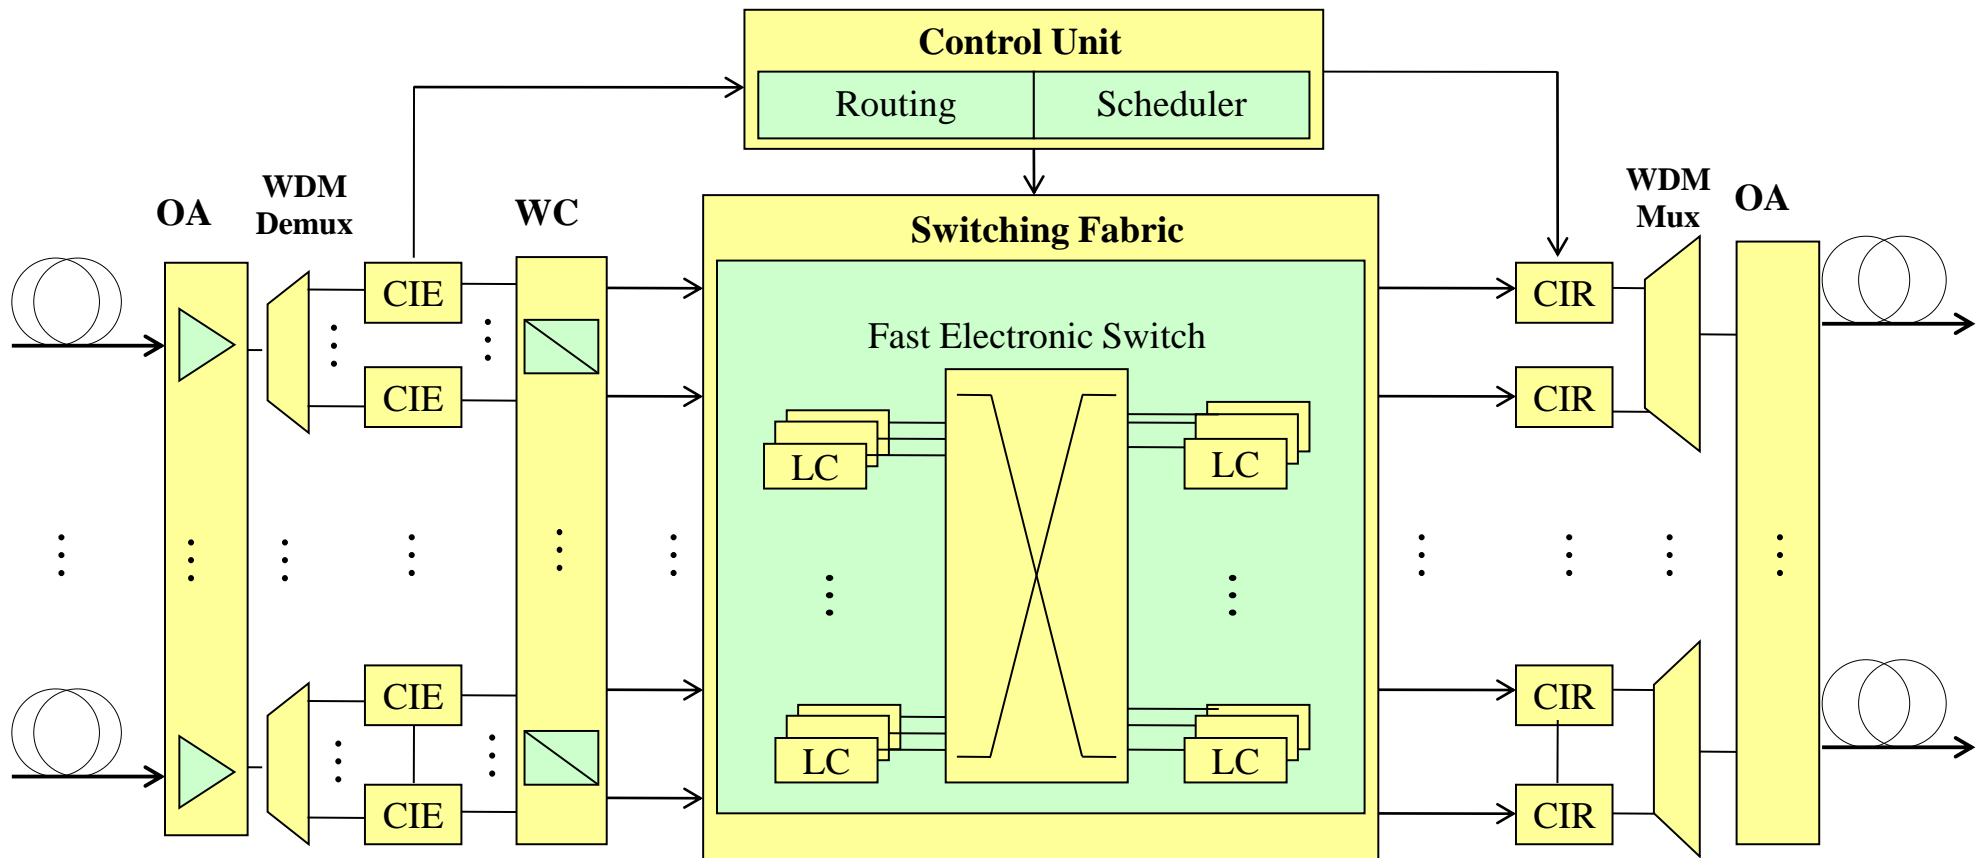 Control Unit
Routing
Scheduler
WDM
Demux
OA
WC
WDM
Mux
OA
Switching Fabric
CIE
CIR
Fast Electronic Switch
CIE
CIR
LC
LC
CIE
CIR
LC
LC
CIE
CIR